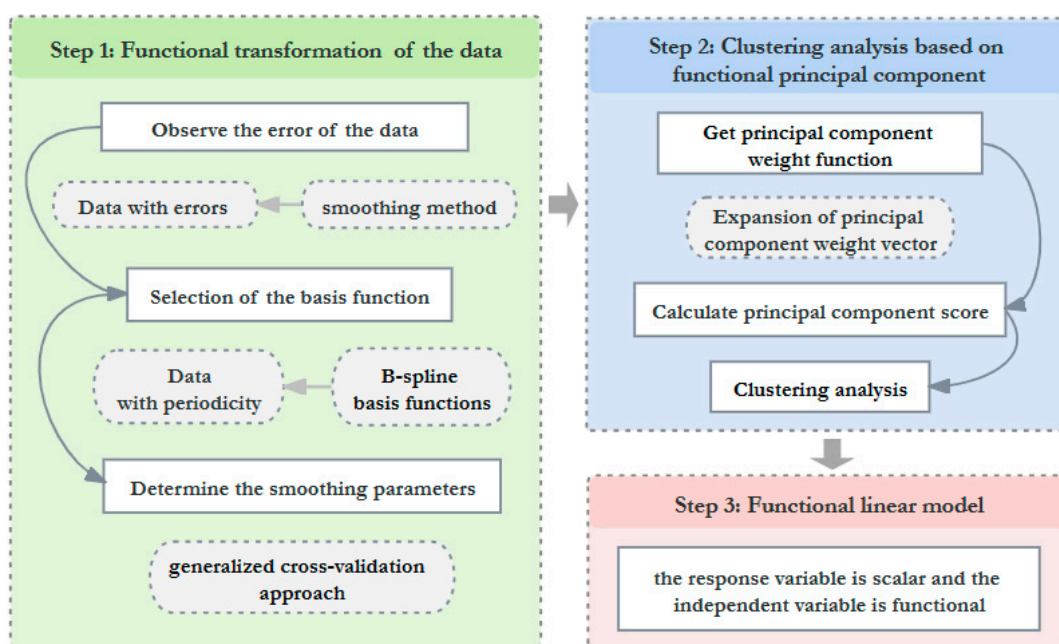 Step 1: Functional transformation of the data
Observe the error of the data
Data with errors
smoothing method
Selection of the basis function
Data
with periodicity
B-spline
basis functions
Determine the smoothing parameters
generalized cross-validation
approach
Step 2: Clustering analysis based on
functional principal component
Get principal component
weight function
Expansion of principal
component weight vector
Calculate principal component score
Clustering analysis
Step 3: Functional linear model
the response variable is scalar and the
independent variable is functional